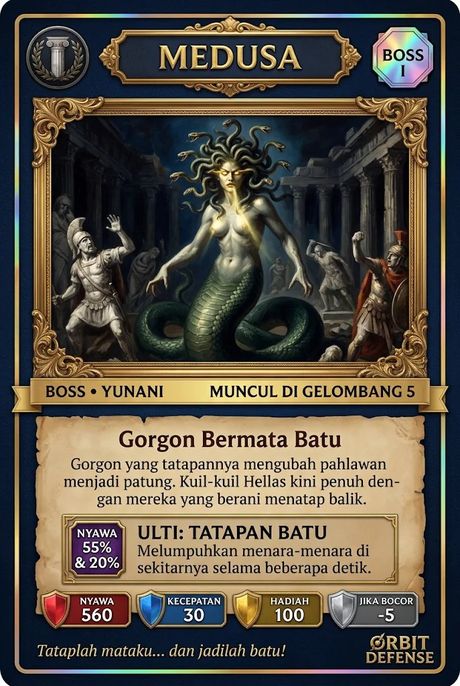 MEDUSA
BOSS
I
BOSS • YUNANI
MUNCUL DI GELOMBANG 5
Gorgon Bermata Batu
Gorgon yang tatapannya mengubah pahlawan
menjadi patung. Kuil-kuil Hellas kini penuh den-
gan mereka yang berani menatap balik.
NYAWA
55%
& 20%
ULTI: TATAPAN BATU
Melumpuhkan menara-menara di
sekitarnya selama beberapa detik.
NYAWA
560
KECEPATAN
30
HADIAH
100
JIKA BOCOR
-5
Tataplah mataku... dan jadilah batu!
ORBIT
DEFENSE